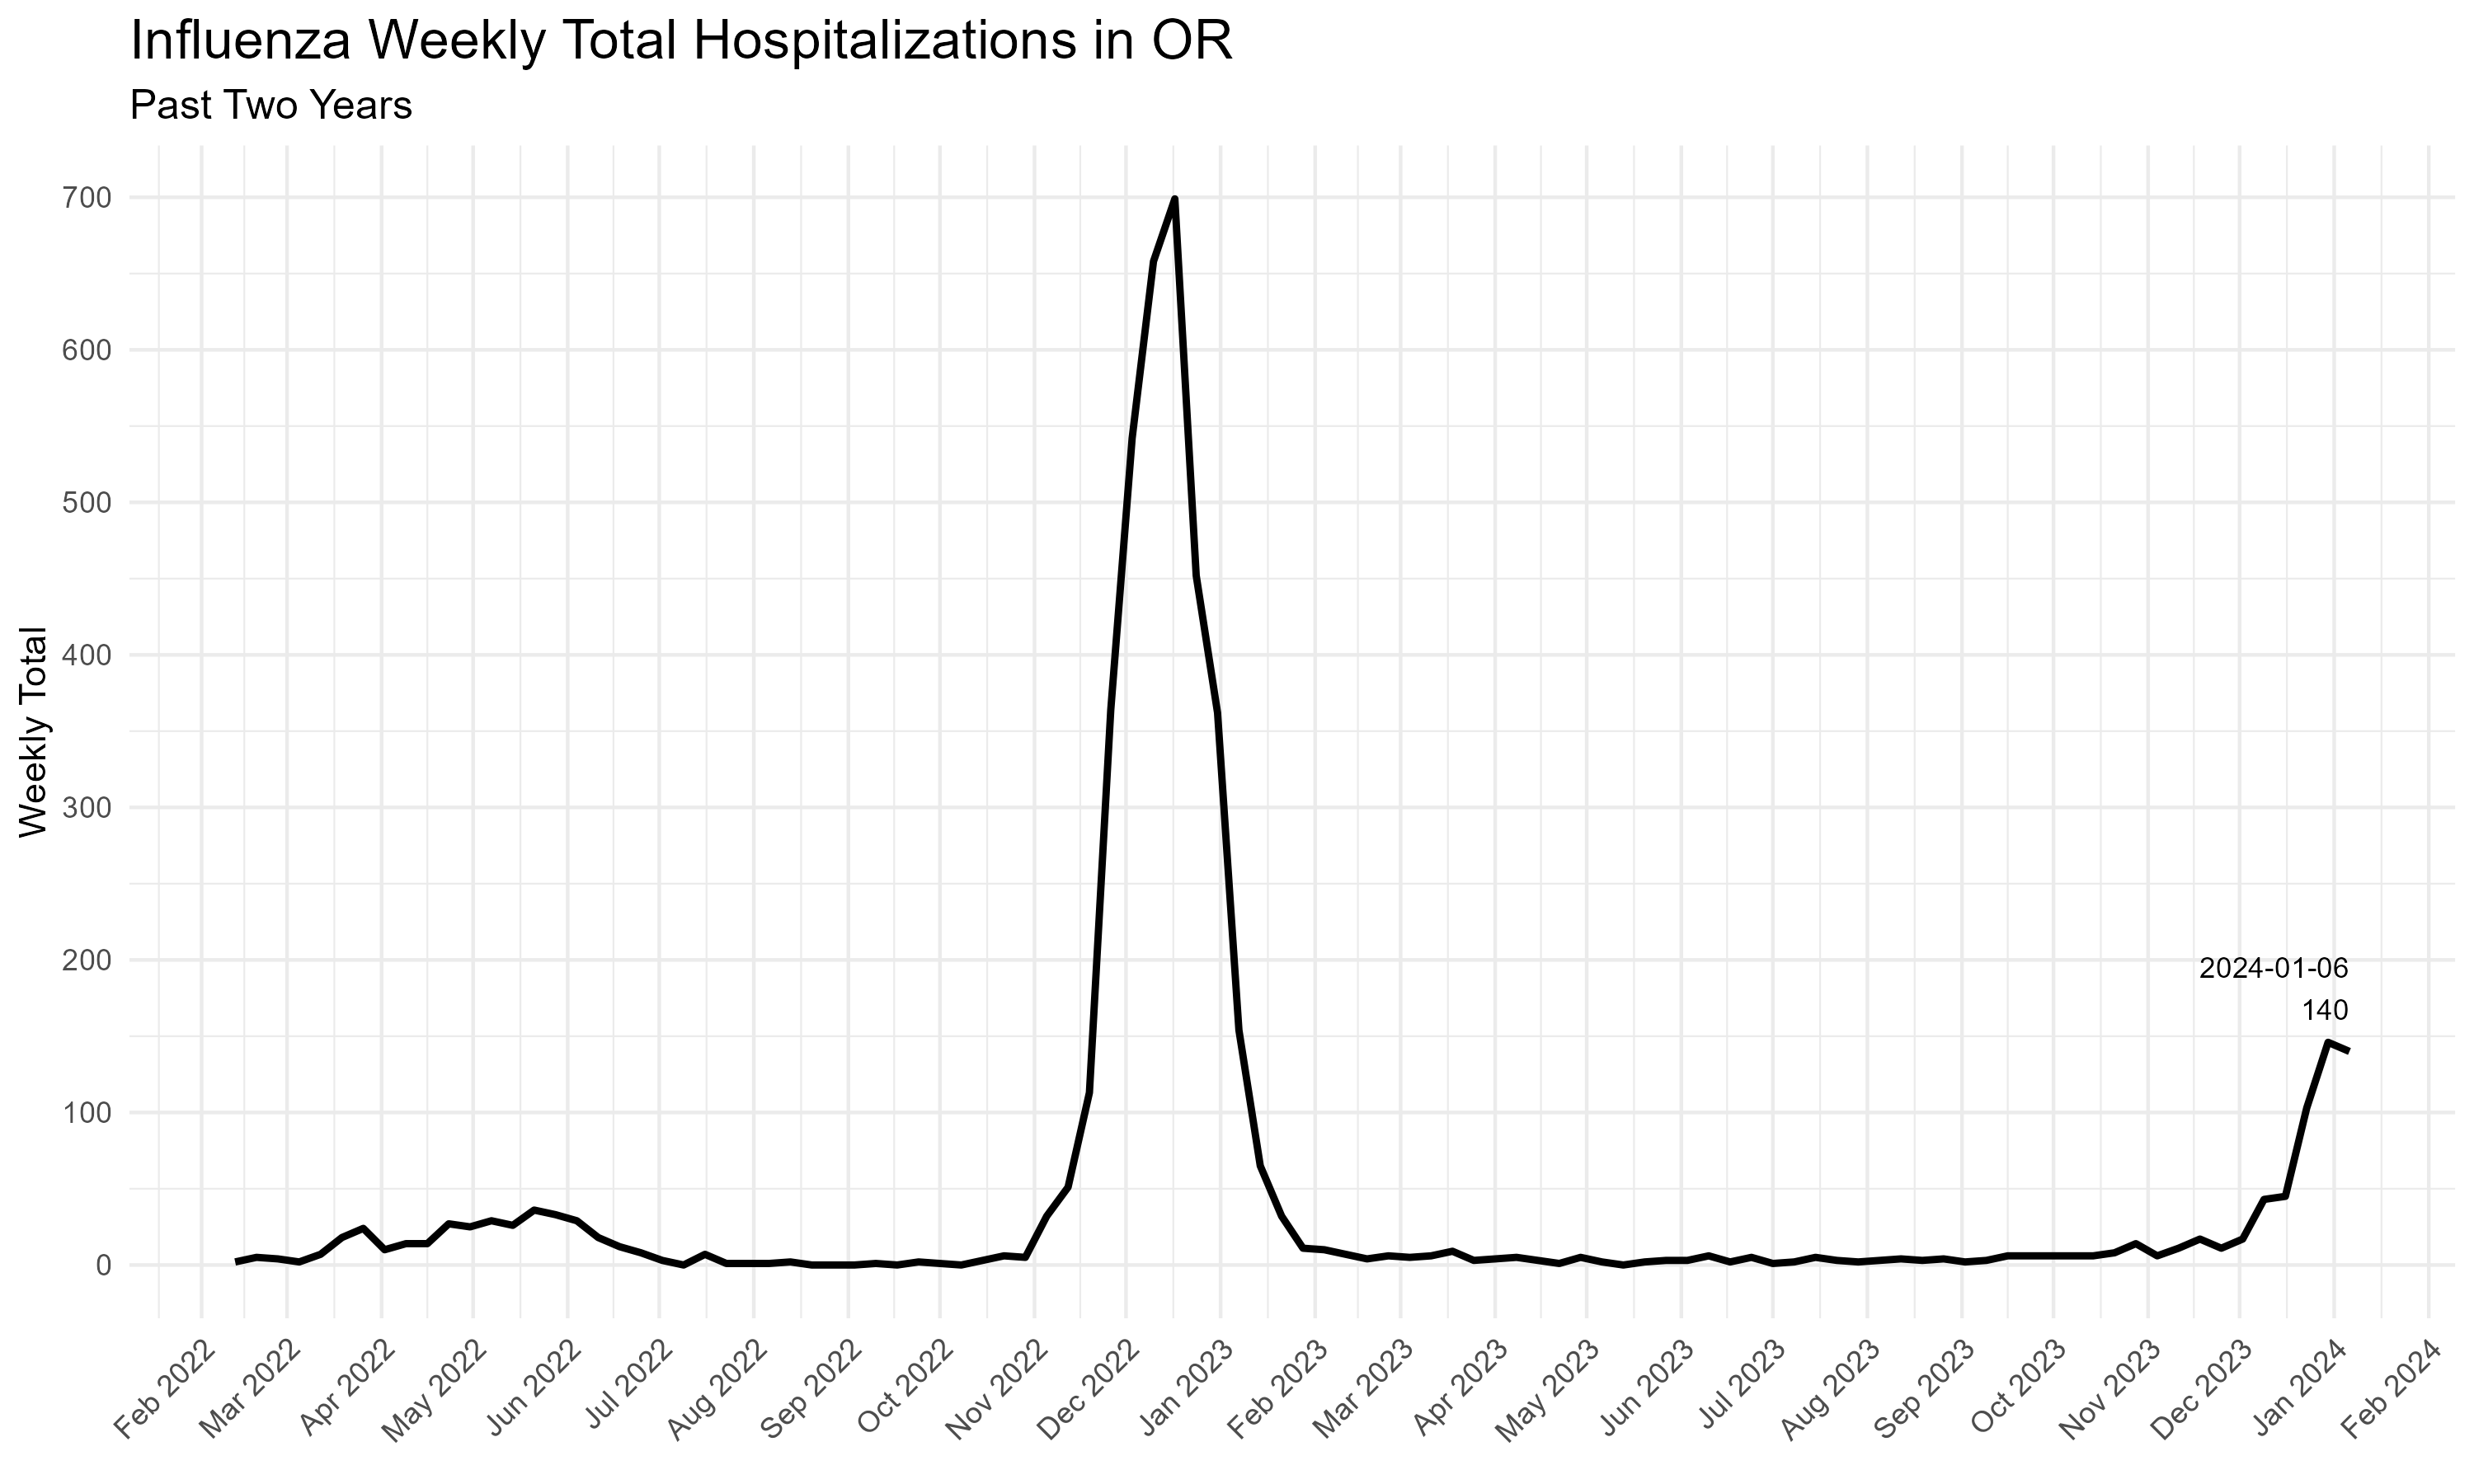 Influenza Weekly Total Hospitalizations in OR
Past Two Years
Weekly Total
700
600
500
400
300
200
100
0
2024-01-06
140
Feb 2022
Mar 2022
Apr 2022
May 2022
Jun 2022
Jul 2022
Aug 2022
Sep 2022
Oct 2022
Nov 2022
Dec 2022
Jan 2023
Feb 2023
Mar 2023
Apr 2023
May 2023
Jun 2023
Jul 2023
Aug 2023
Sep 2023
Oct 2023
Nov 2023
Dec 2023
Jan 2024
Feb 2024